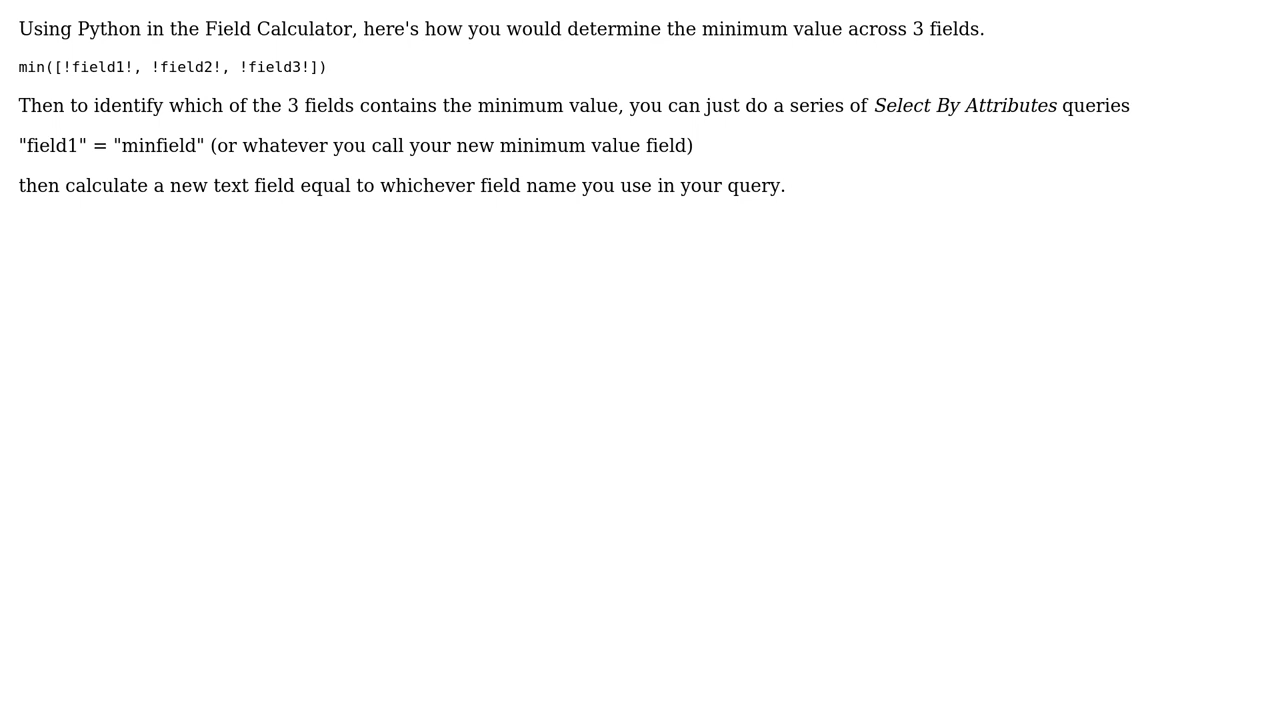 Using Python in the Field Calculator, here's how you would determine the minimum value across 3 fields.
min([!field1!, !field2!, !field3!])
Then to identify which of the 3 fields contains the minimum value, you can just do a series of Select By Attributes queries
"field1" = "minfield" (or whatever you call your new minimum value field)
then calculate a new text field equal to whichever field name you use in your query.